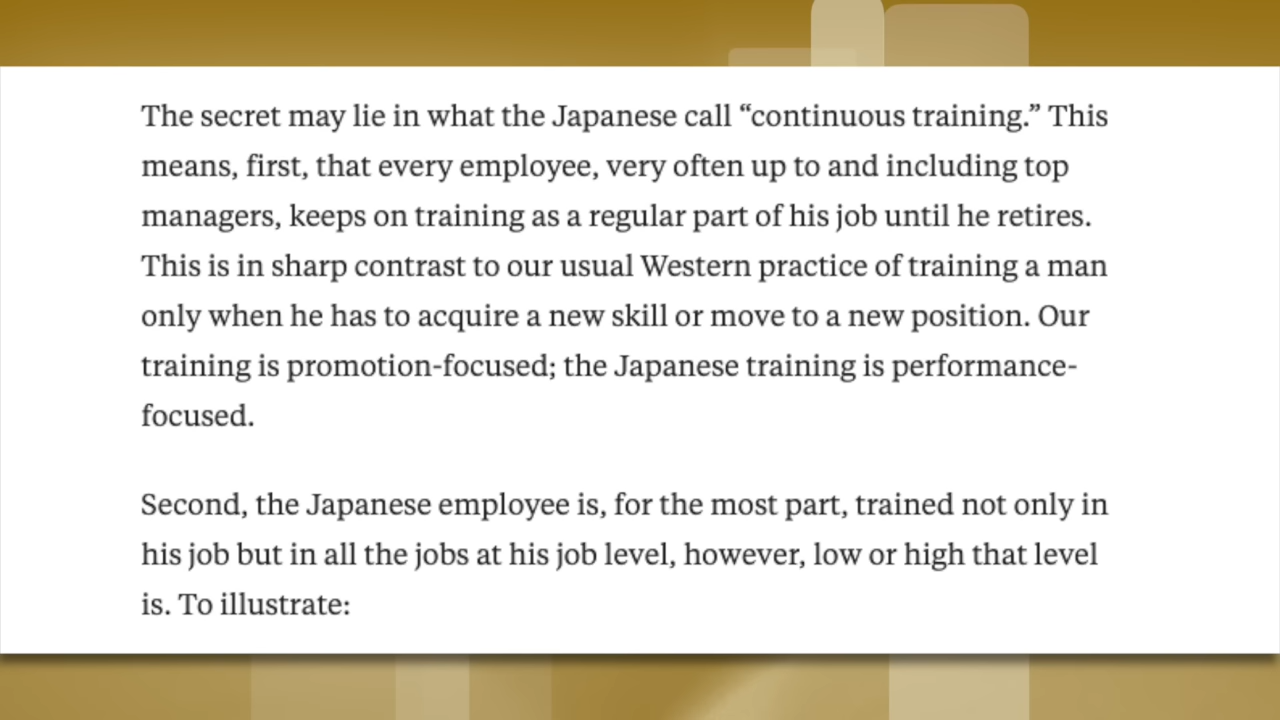 The secret may lie in what the Japanese call “continuous training.” This
means, first, that every employee, very often up to and including top
managers, keeps on training as a regular part of his job until he retires.
This is in sharp contrast to our usual Western practice of training a man
only when he has to acquire a new skill or move to a new position. Our
training is promotion-focused; the Japanese training is performance-
focused.
Second, the Japanese employee is, for the most part, trained not only in
his job but in all the jobs at his job level, however, low or high that level
is. To illustrate: